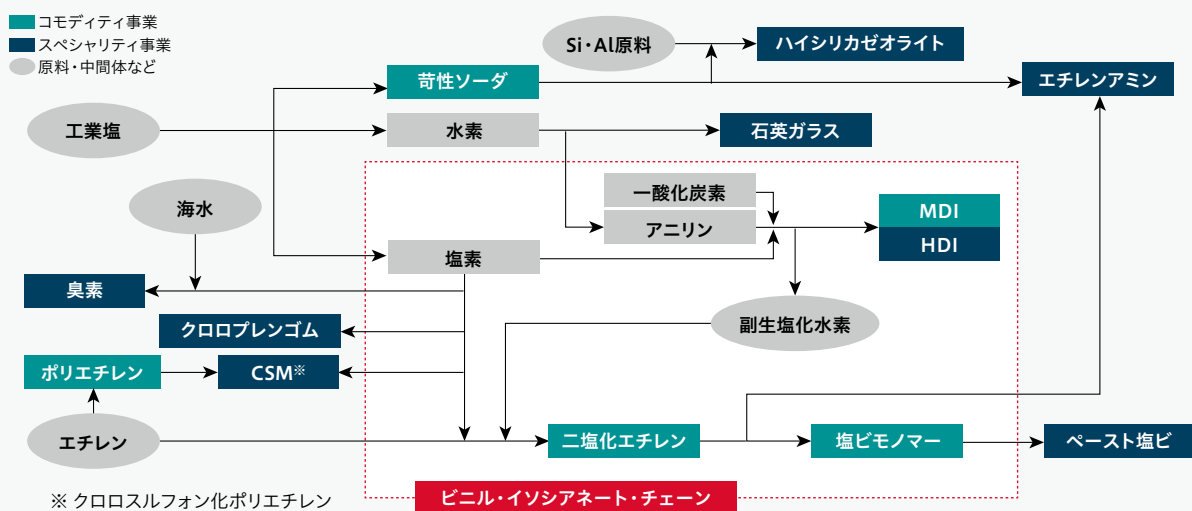 コモディティ事業
スペシャリティ事業
原料・中間体など
Si・Al原料
ハイシリカゼオライト
苛性ソーダ
エチレンアミン
工業塩
水素
石英ガラス
一酸化炭素
海水
アニリン
MDI
HDI
塩素
臭素
クロロプレンゴム
副生塩化水素
ポリエチレン
CSM※
エチレン
二塩化エチレン
塩ビモノマー
ペースト塩ビ
※ クロロスルフォン化ポリエチレン
ビニル・イソシアネート・チェーン